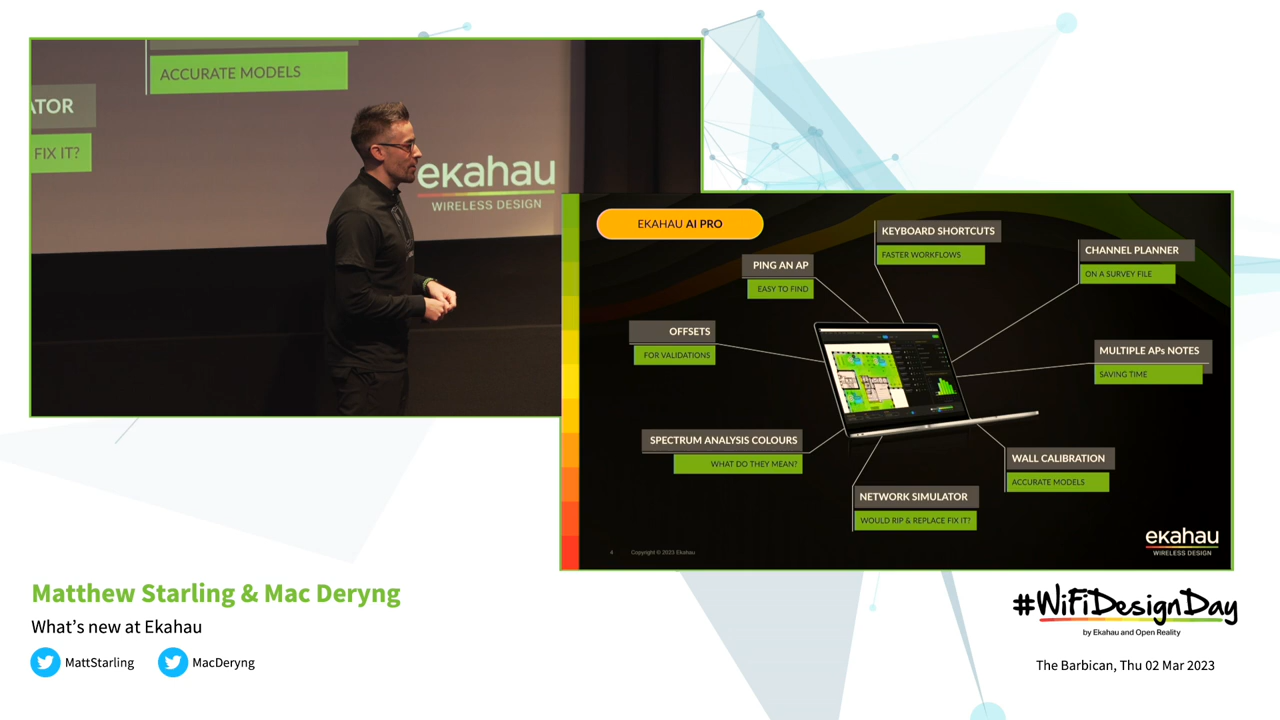 ACCURATE MODELS
ATOR
FIX IT?
ekahau
WIRELESS DESIGN
EKAHAU AI PRO
KEYBOARD SHORTCUTS
FASTER WORKFLOWS
CHANNEL PLANNER
ON A SURVEY FILE
PING AN AP
EASY TO FIND
OFFSETS
FOR VALIDATIONS
MULTIPLE APs NOTES
SAVING TIME
SPECTRUM ANALYSIS COLOURS
WHAT DO THEY MEAN?
WALL CALIBRATION
ACCURATE MODELS
NETWORK SIMULATOR
WOULD RIP & REPLACE FIX IT?
ekahau
WIRELESS DESIGN
4 Copyright © 2023 Ekahau
Matthew Starling & Mac Deryng
What's new at Ekahau
MattStarling MacDeryng
#WiFiDesignDay
by Ekahau and Open Reality
The Barbican, Thu 02 Mar 2023